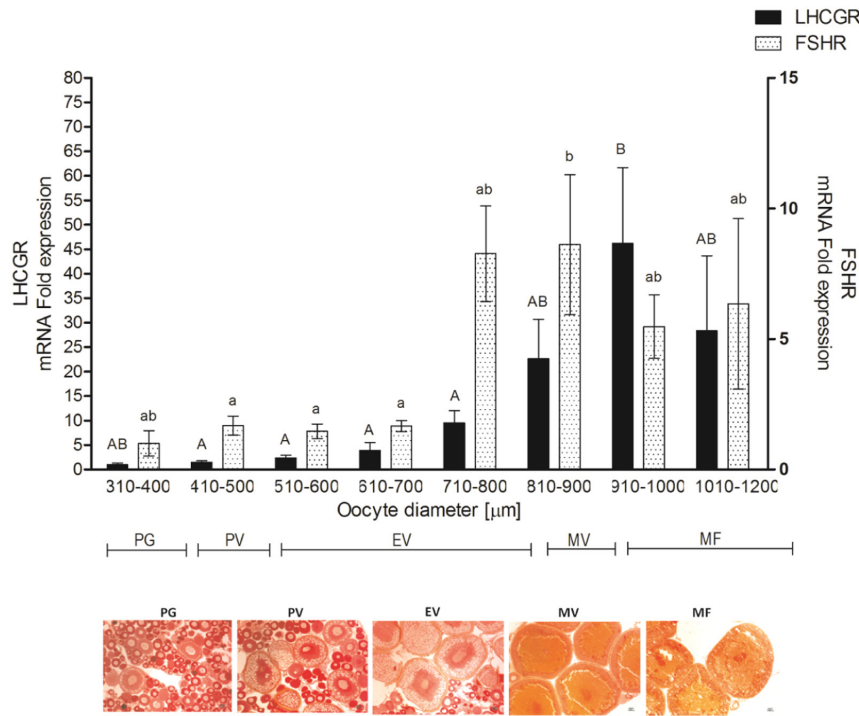 LHCGR
FSHR
80
75
70
65
60
55
50
45
40
35
30
25
20
15
10
5
0
LHCGR
mRNA Fold expression
15
10
5
0
FSHR
mRNA Fold expression
AB ab A a A a A a A ab AB b B ab AB ab
310-400 410-500 510-600 610-700 710-800 810-900 910-1000 1010-1200
Oocyte diameter [μm]
PG PV EV MV MF
PG PV EV MV MF